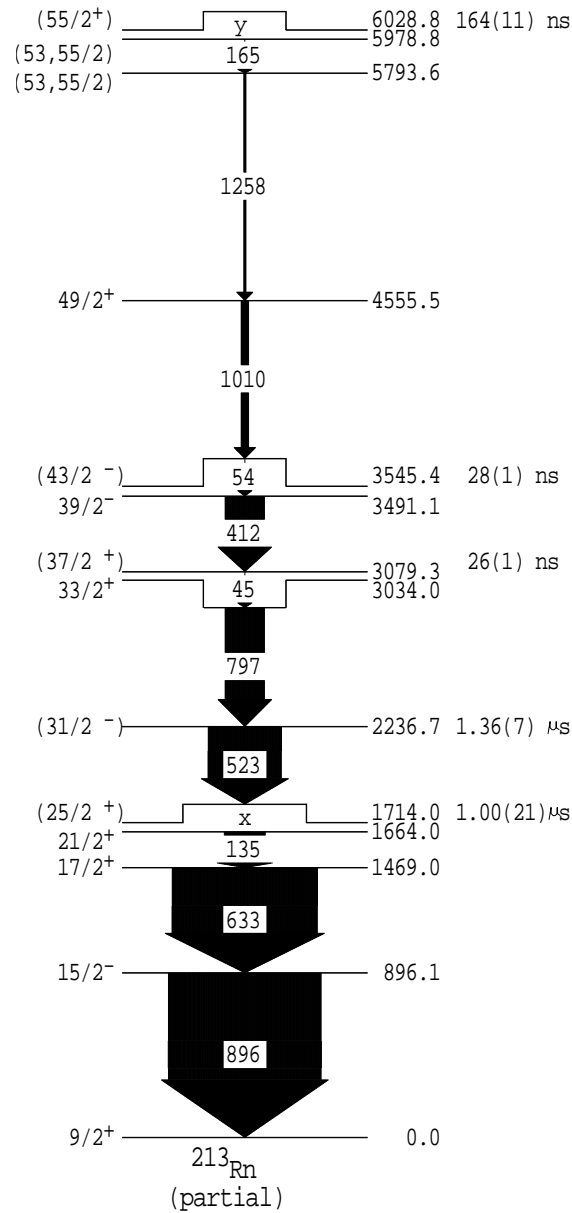 (55/2⁺) y 6028.8 164(11) ns
5978.8
(53,55/2) 165
(53,55/2) 5793.6
1258
49/2⁺ 4555.5
1010
(43/2 ⁻) 54 3545.4 28(1) ns
39/2⁻ 3491.1
412
(37/2 ⁺) 3079.3 26(1) ns
33/2⁺ 45 3034.0
797
(31/2 ⁻) 2236.7 1.36(7) μs
523
(25/2 ⁺) x 1714.0 1.00(21)μs
21/2⁺ 1664.0
135
17/2⁺ 1469.0
633
15/2⁻ 896.1
896
9/2⁺ 0.0
²¹³Rn
(partial)